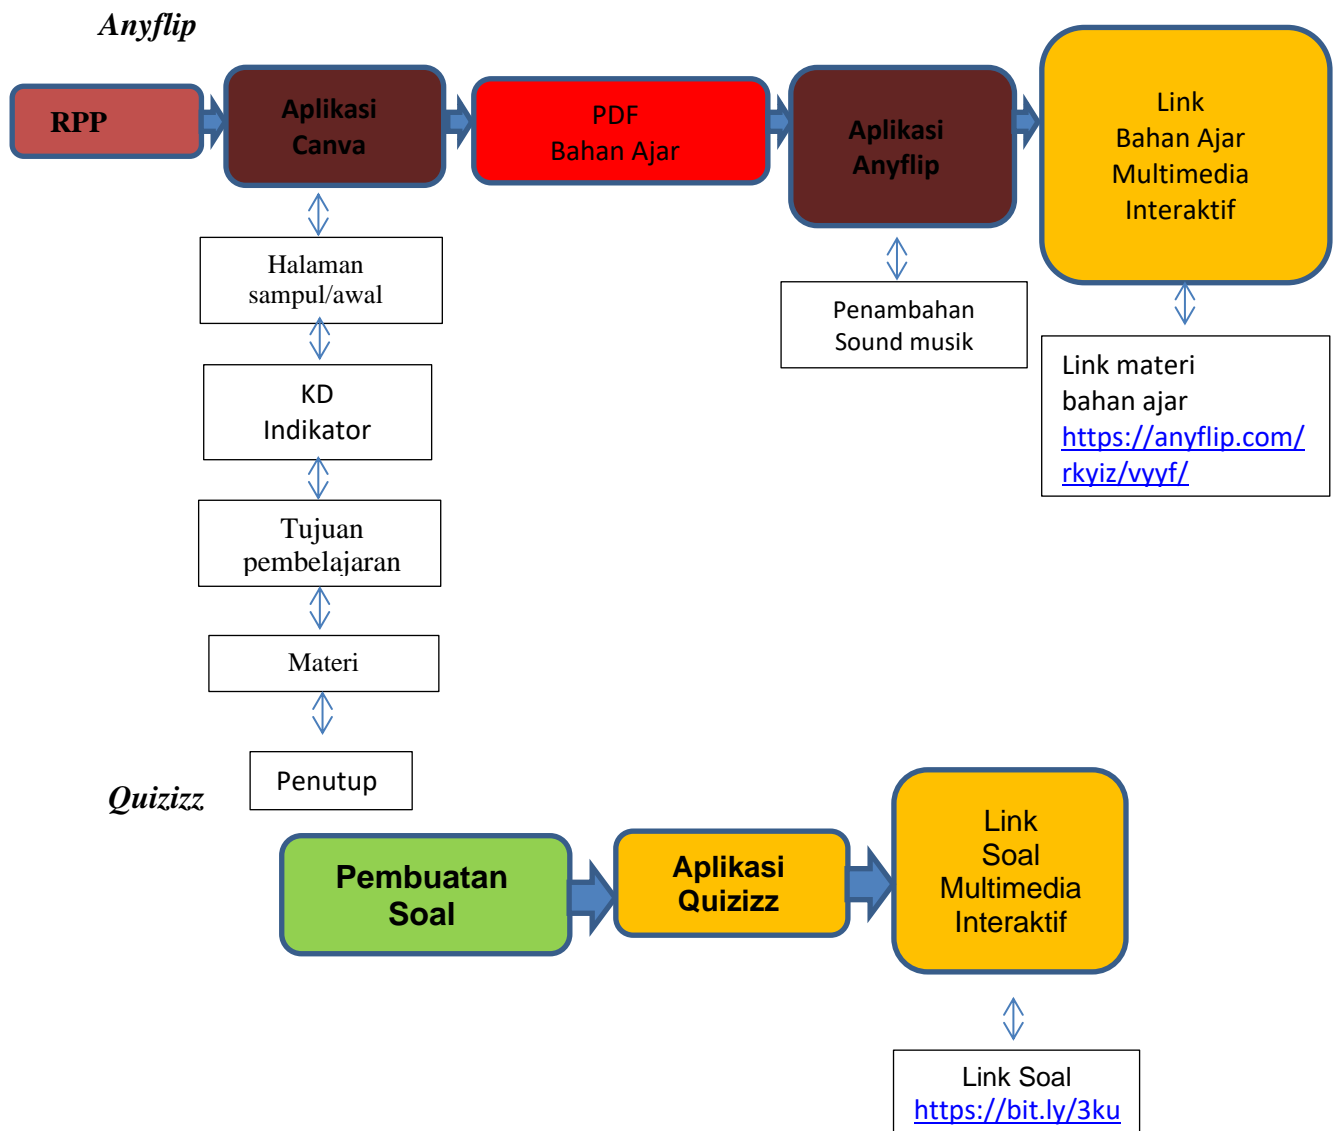 Anyflip
RPP
Aplikasi
Canva
PDF
Bahan Ajar
Aplikasi
Anyflip
Link
Bahan Ajar
Multimedia
Interaktif
Halaman
sampul/awal
KD
Indikator
Tujuan
pembelajaran
Materi
Penutup
Penambahan
Sound musik
Link materi
bahan ajar
https://anyflip.com/
rkyiz/vyyf/
Quizizz
Pembuatan
Soal
Aplikasi
Quizizz
Link
Soal
Multimedia
Interaktif
Link Soal
https://bit.ly/3ku